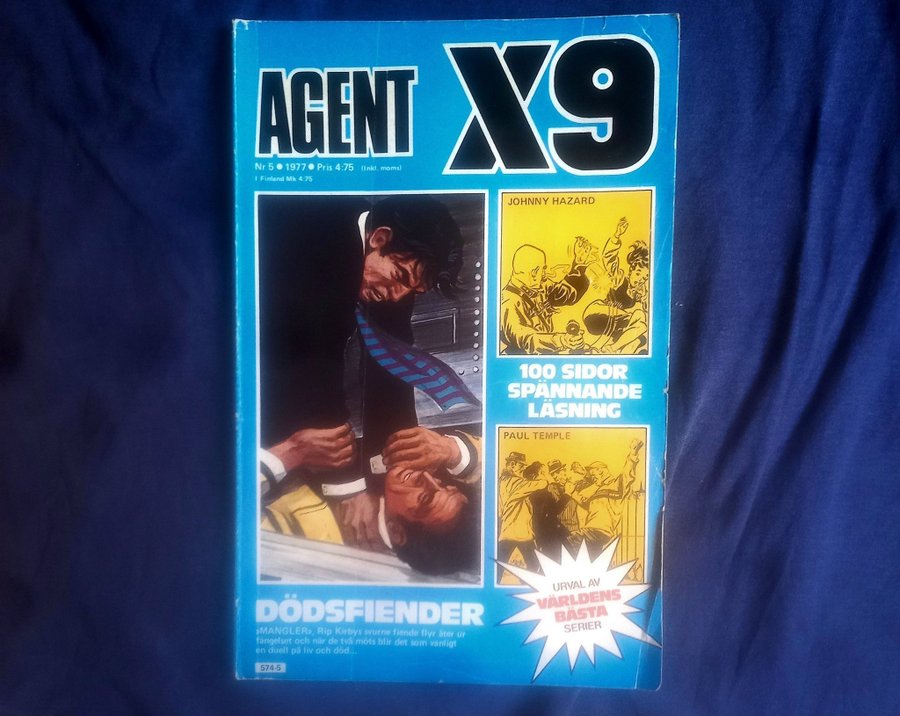 AGENT X9
Nr 5 • 1977 • Pris 4:75 (Inkl. moms)
I Finland Mk 4:75
JOHNNY HAZARD
100 SIDOR
SPÄNNANDE
LÄSNING
PAUL TEMPLE
URVAL AV
VÄRLDENS
BÄSTA
SERIER
DÖDSFIENDER
»MANGLER», Rip Kirbys svurne fiende flyr åter ur
fängelset och när de två möts blir det som vanligt
en duell på liv och död...
574-5